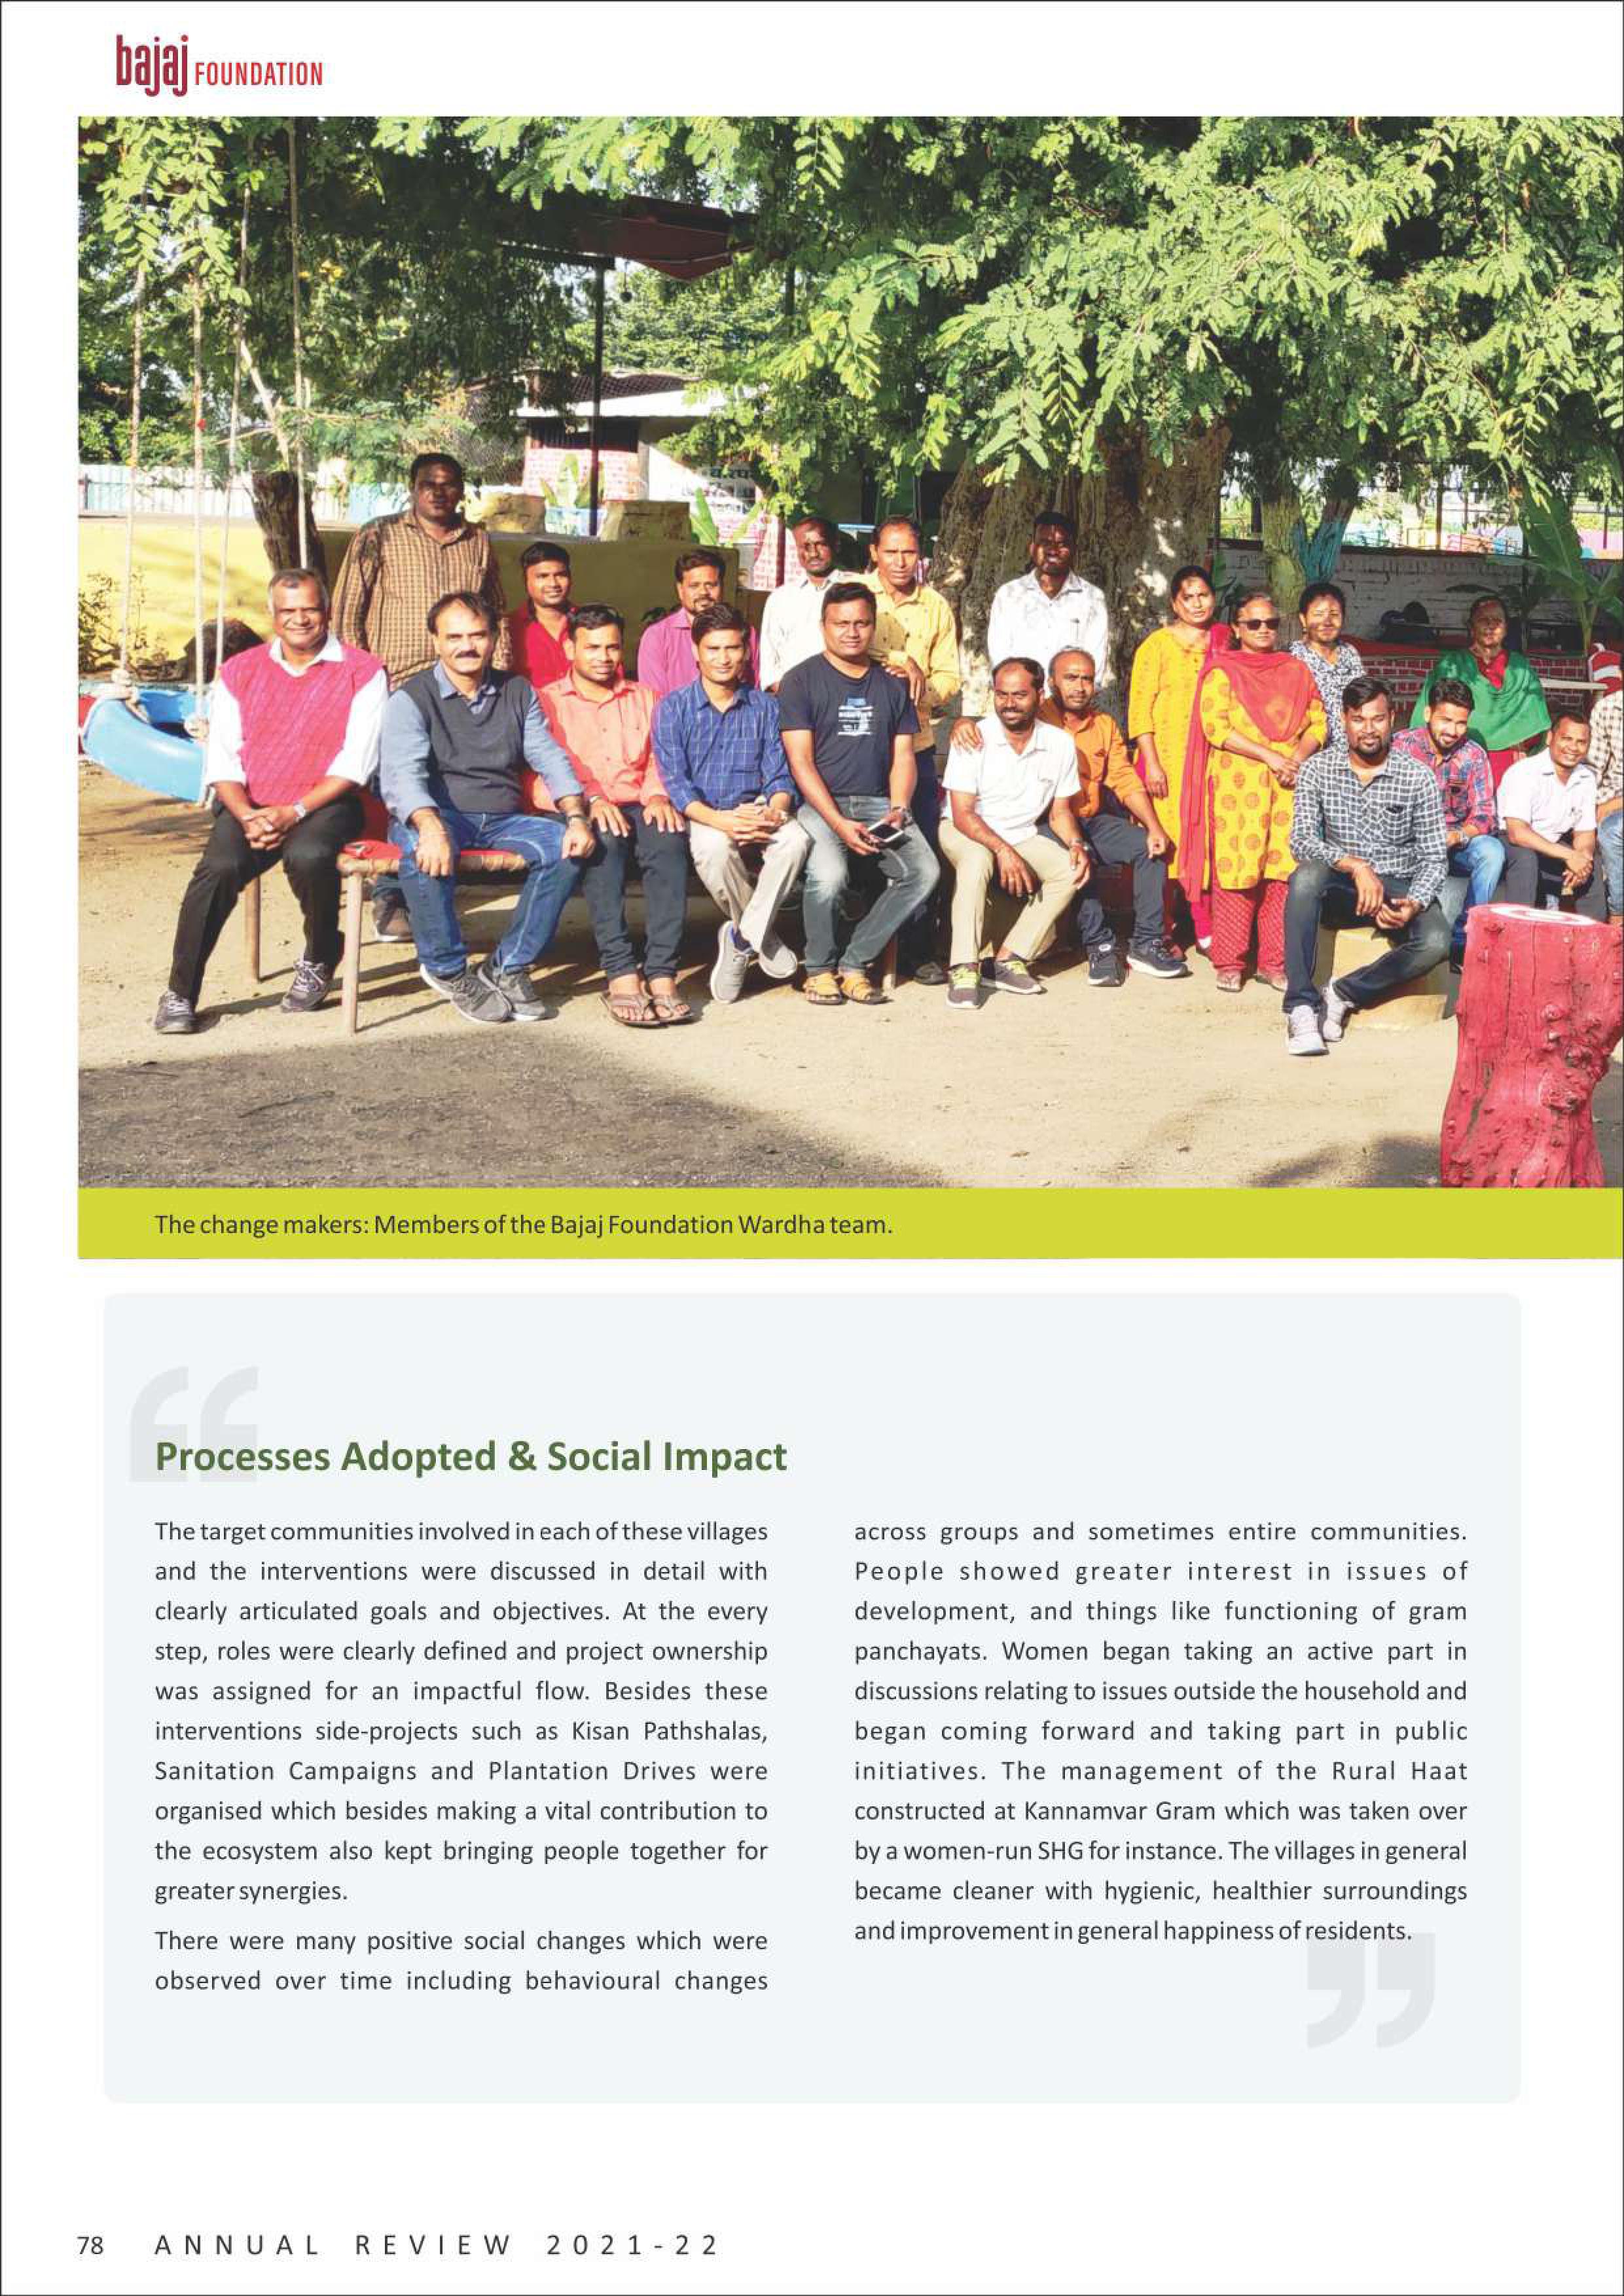 bajaj FOUNDATION
The change makers: Members of the Bajaj Foundation Wardha team.
Processes Adopted & Social Impact
The target communities involved in each of these villages
and the interventions were discussed in detail with
clearly articulated goals and objectives. At the every
step, roles were clearly defined and project ownership
was assigned for an impactful flow. Besides these
interventions side-projects such as Kisan Pathshalas,
Sanitation Campaigns and Plantation Drives were
organised which besides making a vital contribution to
the ecosystem also kept bringing people together for
greater synergies.
There were many positive social changes which were
observed over time including behavioural changes
across groups and sometimes entire communities.
People showed greater interest in issues of
development, and things like functioning of gram
panchayats. Women began taking an active part in
discussions relating to issues outside the household and
began coming forward and taking part in public
initiatives. The management of the Rural Haat
constructed at Kannamvar Gram which was taken over
by a women-run SHG for instance. The villages in general
became cleaner with hygienic, healthier surroundings
and improvement in general happiness of residents.
78 ANNUAL REVIEW 2021-22